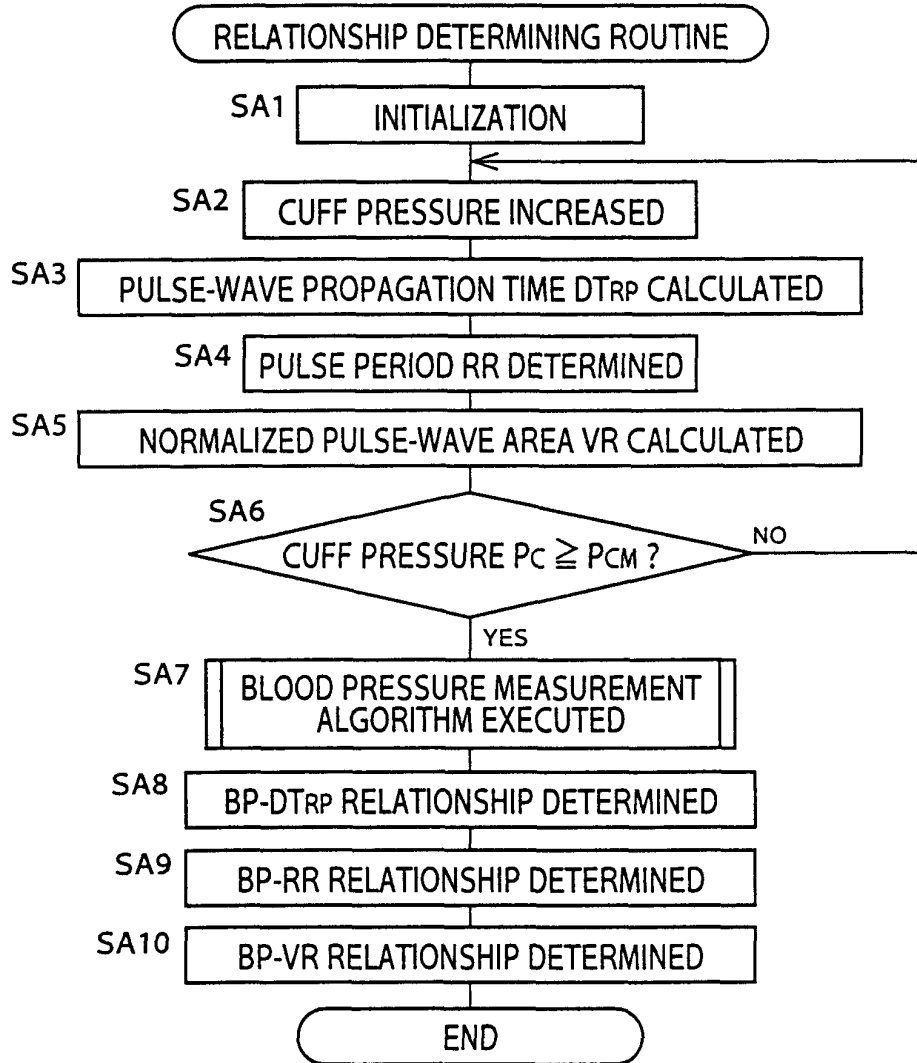 RELATIONSHIP DETERMINING ROUTINE
SA1
INITIALIZATION
SA2
CUFF PRESSURE INCREASED
SA3
PULSE-WAVE PROPAGATION TIME DTRP CALCULATED
SA4
PULSE PERIOD RR DETERMINED
SA5
NORMALIZED PULSE-WAVE AREA VR CALCULATED
SA6
CUFF PRESSURE PC ≧ PCM ?
NO
YES
SA7
BLOOD PRESSURE MEASUREMENT
ALGORITHM EXECUTED
SA8
BP-DTRP RELATIONSHIP DETERMINED
SA9
BP-RR RELATIONSHIP DETERMINED
SA10
BP-VR RELATIONSHIP DETERMINED
END